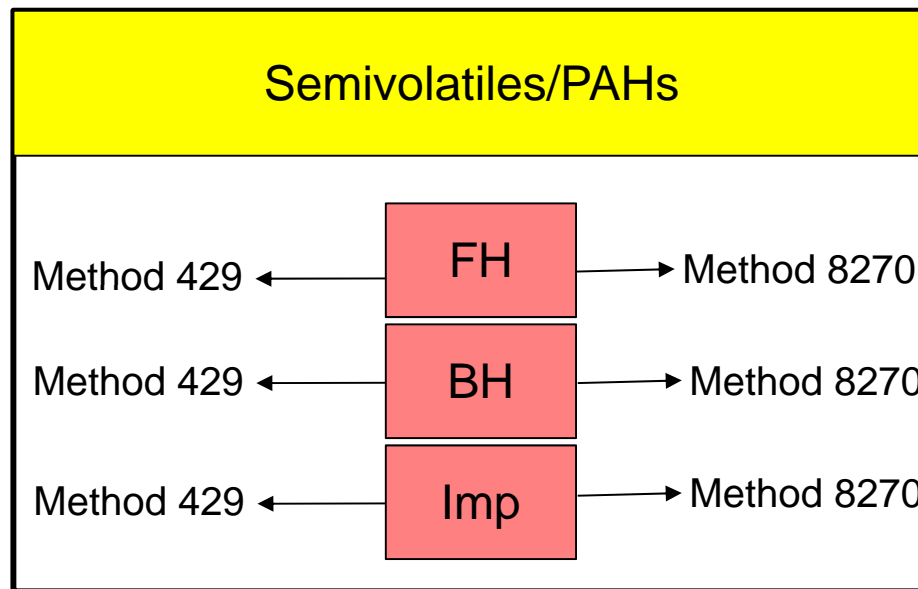 Semivolatiles/PAHs
Method 429 FH Method 8270
Method 429 BH Method 8270
Method 429 Imp Method 8270